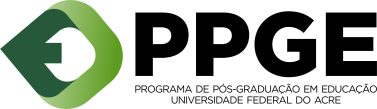 PPGE
PROGRAMA DE PÓS-GRADUAÇÃO EM EDUCAÇÃO
UNIVERSIDADE FEDERAL DO ACRE